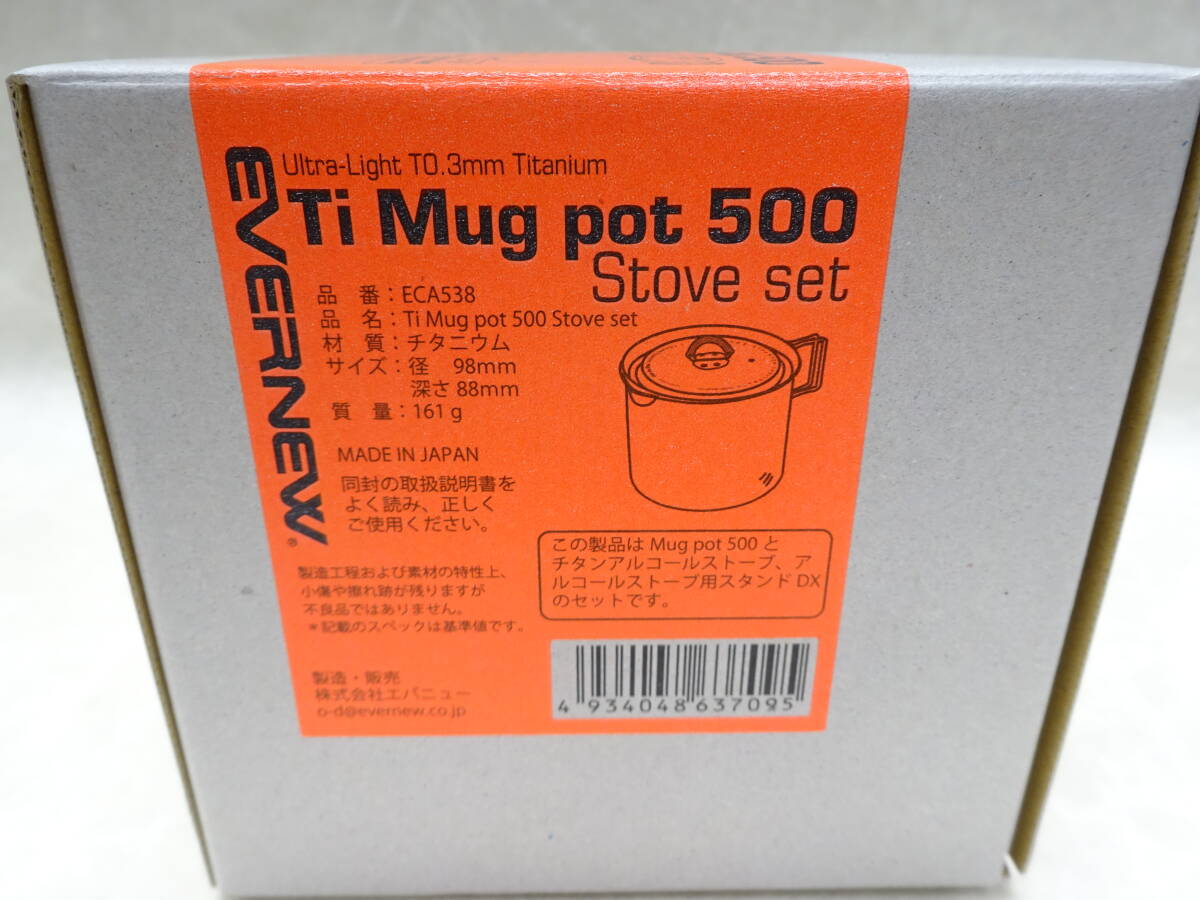 EVERNEW®
Ultra-Light T0.3mm Titanium
Ti Mug pot 500
Stove set
品 番：ECA538
品 名：Ti Mug pot 500 Stove set
材 質：チタニウム
サイズ：径 98mm
深さ 88mm
質 量：161 g
MADE IN JAPAN
同封の取扱説明書を
よく読み、正しく
ご使用ください。
製造工程および素材の特性上、
小傷や擦れ跡が残りますが
不良品ではありません。
＊記載のスペックは基準値です。
製造・販売
株式会社エバニュー
o-d@evernew.co.jp
この製品は Mug pot 500 と
チタンアルコールストーブ、ア
ルコールストーブ用スタンド DX
のセットです。
4 934048 637095